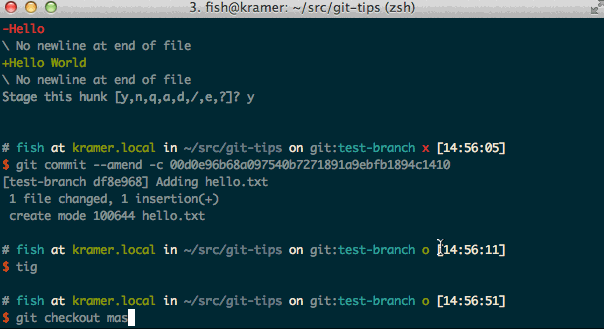 3. fish@kramer: ~/src/git-tips (zsh)
-Hello
\ No newline at end of file
+Hello World
\ No newline at end of file
Stage this hunk [y,n,q,a,d,/,e,?]? y
# fish at kramer.local in ~/src/git-tips on git:test-branch x [14:56:05]
$ git commit --amend -c 00d0e96b68a097540b7271891a9ebfb1894c1410
[test-branch df8e968] Adding hello.txt
1 file changed, 1 insertion(+)
create mode 100644 hello.txt
# fish at kramer.local in ~/src/git-tips on git:test-branch o [14:56:11]
$ tig
# fish at kramer.local in ~/src/git-tips on git:test-branch o [14:56:51]
$ git checkout mas